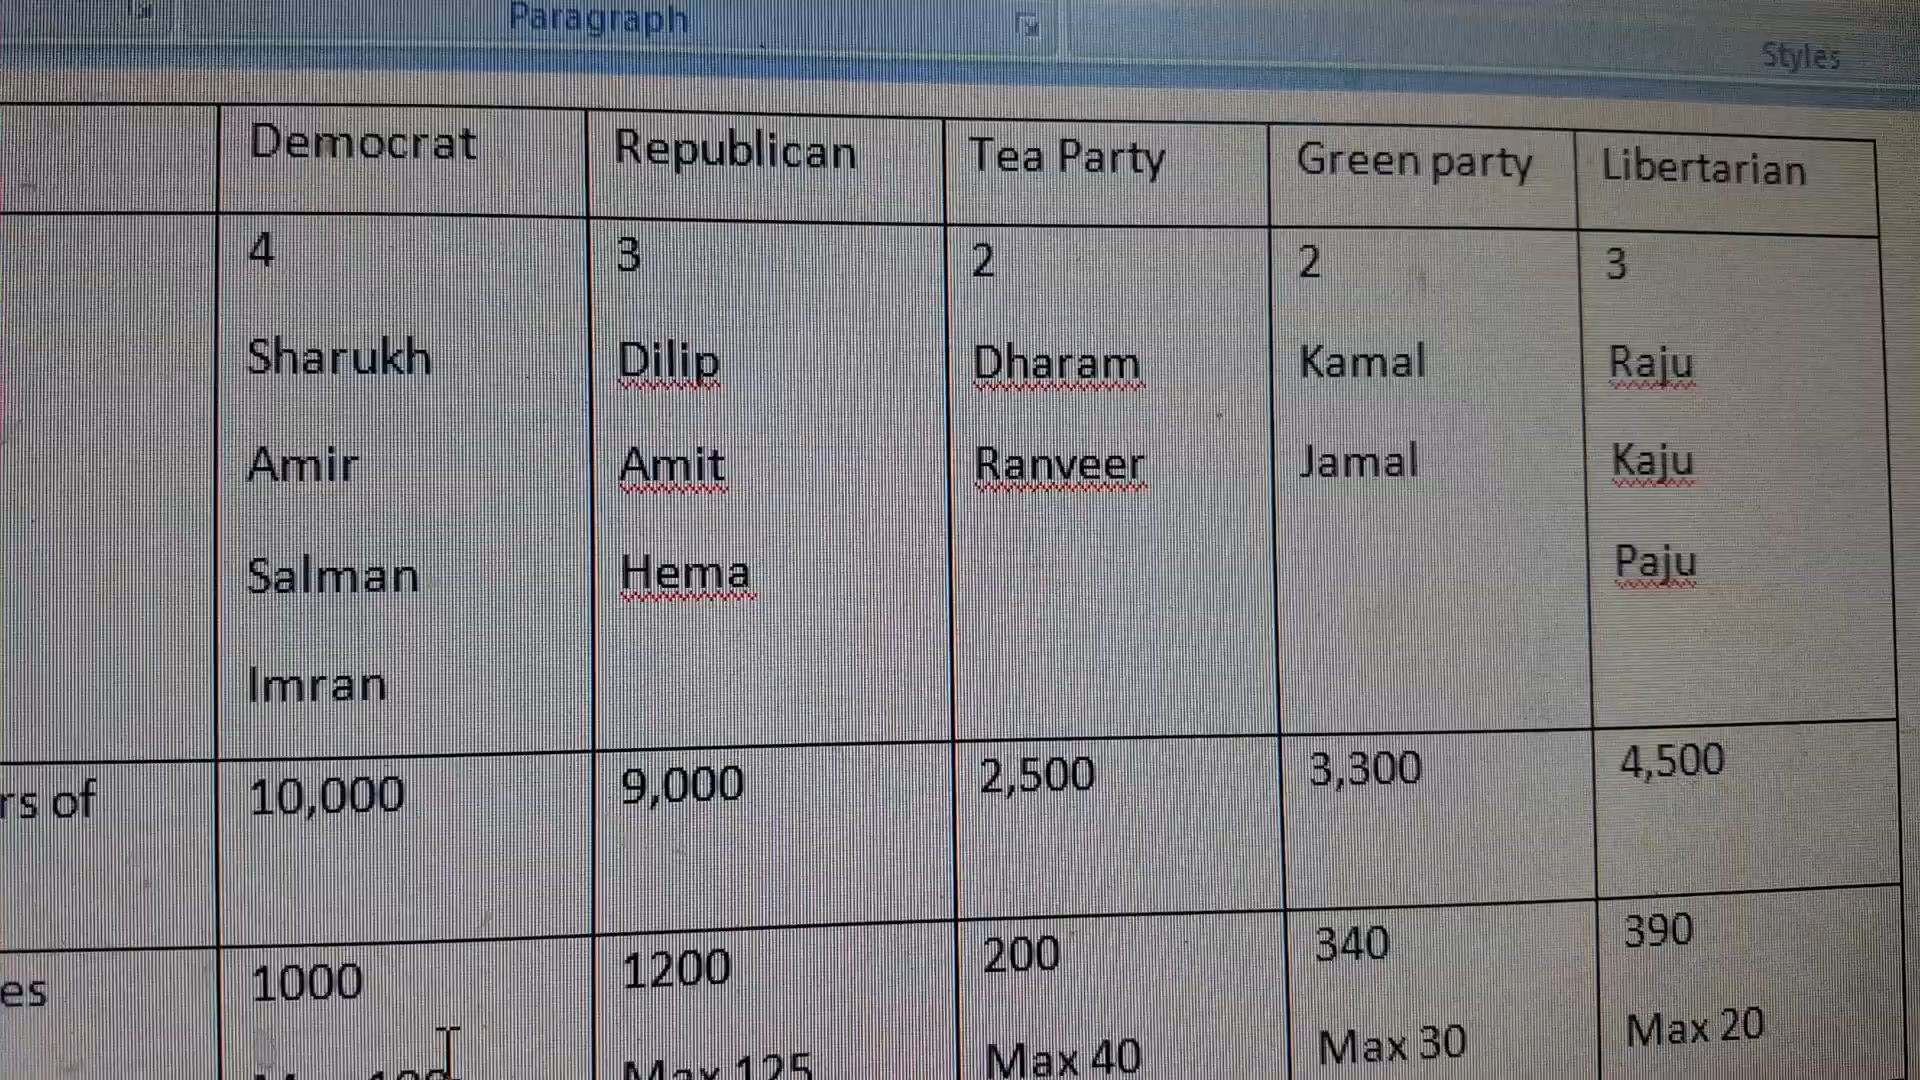 Paragraph
Styles
Democrat Republican Tea Party Green party Libertarian
4 3 2 2 3
Sharukh Dilip Dharam Kamal Raju
Amir Amit Ranveer Jamal Kaju
Salman Hema Paju
Imran
rs of 10,000 9,000 2,500 3,300 4,500
es 1000 1200 200 340 390
Max 125 Max 40 Max 30 Max 20